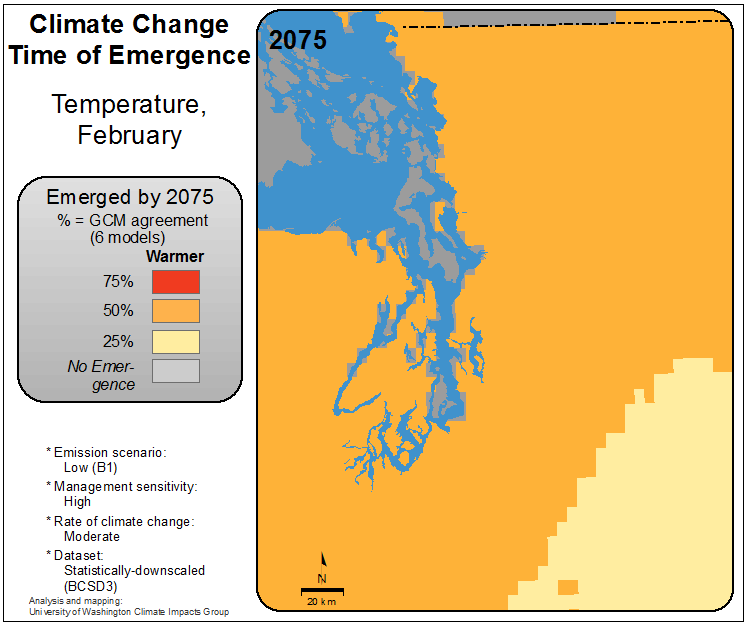 Climate Change
Time of Emergence
Temperature,
February
Emerged by 2075
% = GCM agreement
(6 models)
Warmer
75%
50%
25%
No Emer-
gence
* Emission scenario:
Low (B1)
* Management sensitivity:
High
* Rate of climate change:
Moderate
* Dataset:
Statistically-downscaled
(BCSD3)
Analysis and mapping:
University of Washington Climate Impacts Group
2075
N
20 km